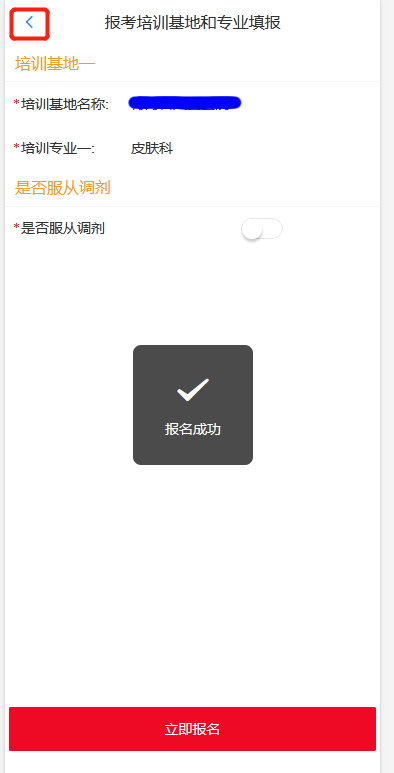 报考培训基地和专业填报
培训基地一
*培训基地名称:
*培训专业一: 皮肤科
是否服从调剂
*是否服从调剂
报名成功
立即报名